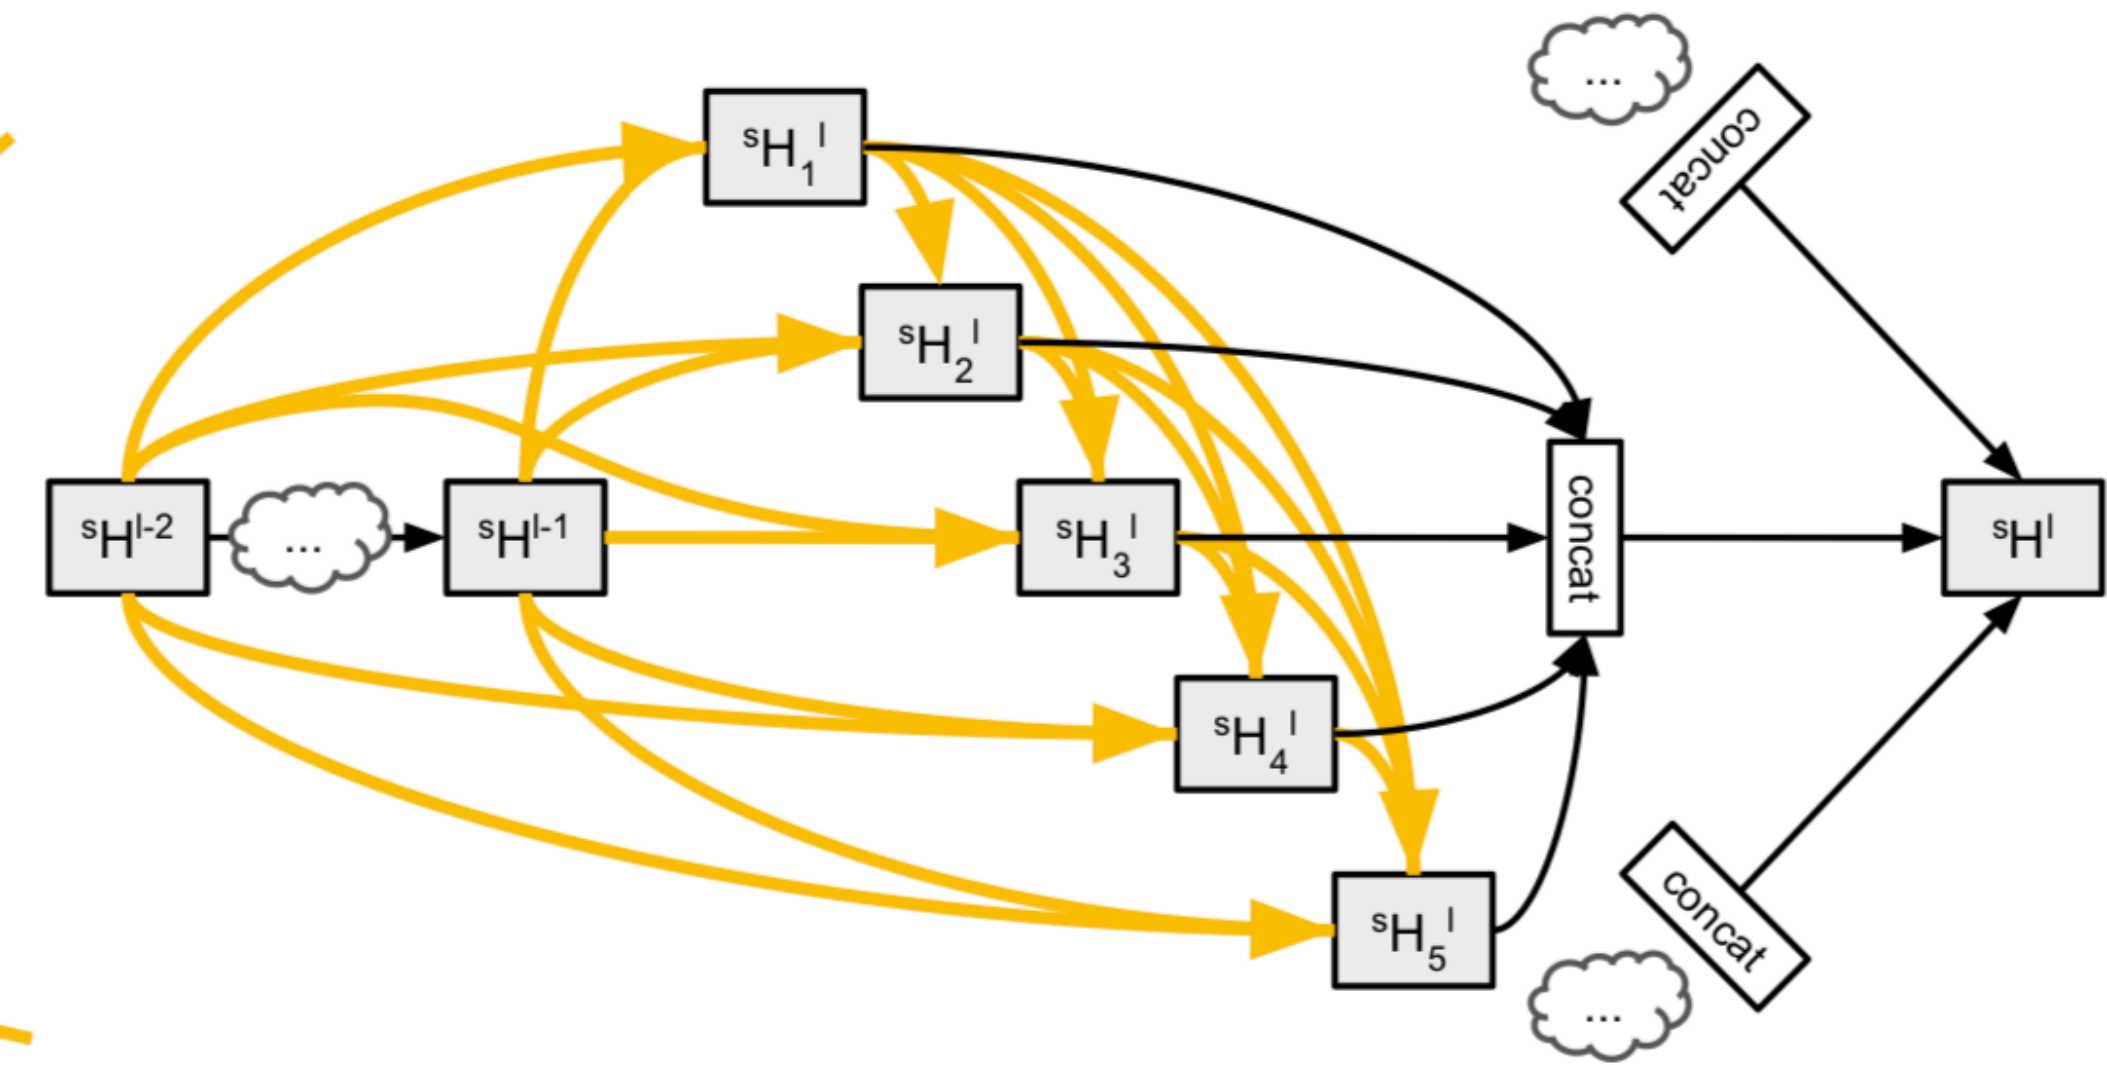 ...
concat
sH1l
sH2l
sHl-2
...
sHl-1
sH3l
concat
sHl
sH4l
sH5l
concat
...